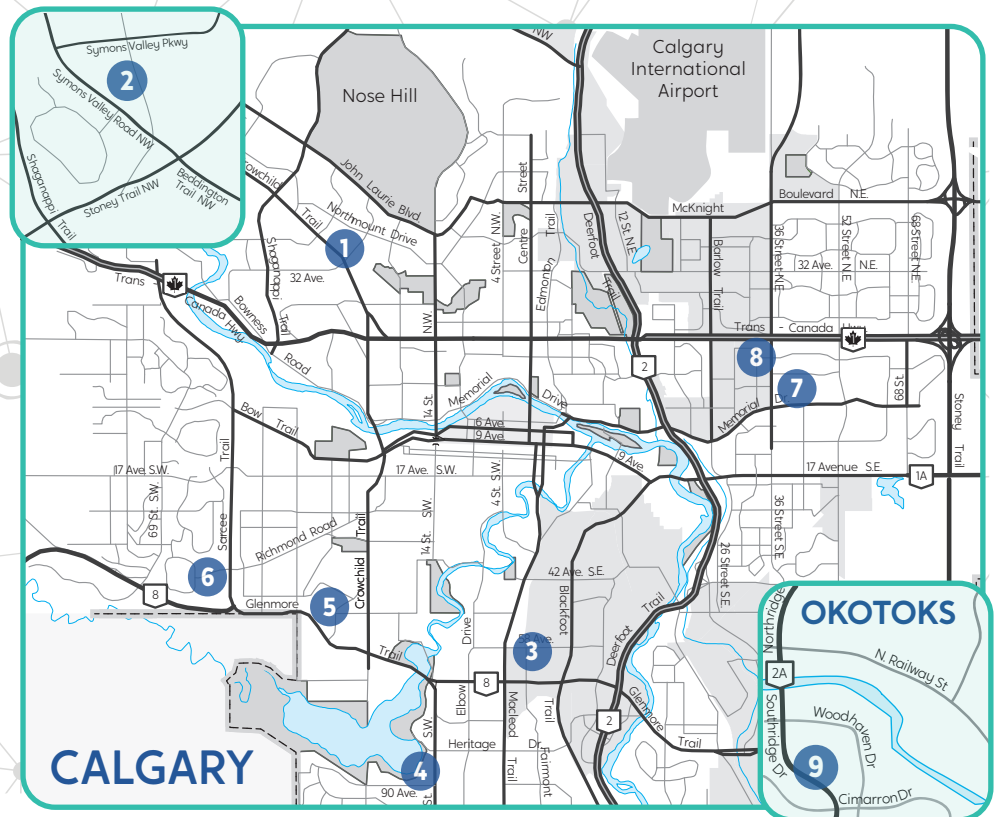 Symons Valley Pkwy
2
Symons Valley Road NW
Shaganappi Trail
Stoney Trail NW
Beddington
Trail NW
NW
Calgary
International
Airport
Nose Hill
John Laurie Blvd.
Crowchild Trail
Northmount Drive
1
Shaganappi Trail
32 Ave.
4 Street N.W.
Centre Street
Edmonton Trail
Deerfoot Trail
12 St. N.E.
McKnight Boulevard N.E.
Barlow Trail
36 Street N.E.
52 Street N.E.
68 Street N.E.
32 Ave. N.E.
Trans - Canada Hwy
Trans Canada Hwy
Bowness Road
14 St. N.W.
2
8
7
68 St.
Memorial Drive
Memorial Dr.
Stoney Trail
Bow Trail
6 Ave.
9 Ave.
9 Ave.
17 Ave. S.W.
17 Ave. S.W.
17 Avenue S.E.
1A
69 St. S.W.
Sarcee Trail
Richmond Road
Crowchild Trail
14 St. S.W.
4 St. S.W.
42 Ave. S.E.
26 Street S.E.
36 Street S.E.
6
8
5
Glenmore Trail
3
58 Ave.
Blackfoot Trail
Deerfoot Trail
Elbow Drive
8
Macleod Trail
2
Glenmore Trail
Heritage Dr.
Fairmont
4
S.W.
St.
90 Ave.
CALGARY
OKOTOKS
Northridge
2A
N. Railway St
Southridge Dr
Woodhaven Dr
9
Cimarron Dr